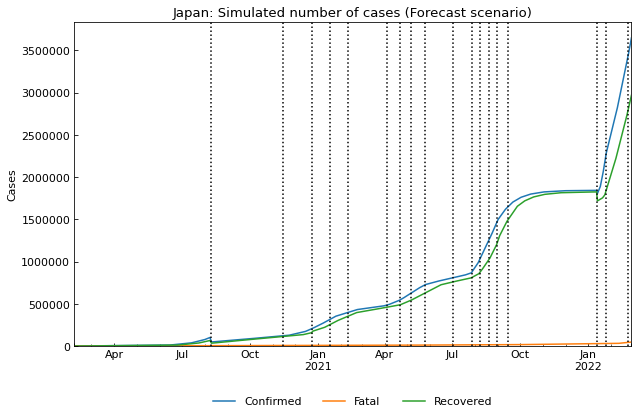 Japan: Simulated number of cases (Forecast scenario)
3500000
3000000
2500000
2000000
1500000
1000000
500000
0
Cases
Apr Jul Oct Jan Apr Jul Oct Jan
2021 2022
Confirmed Fatal Recovered